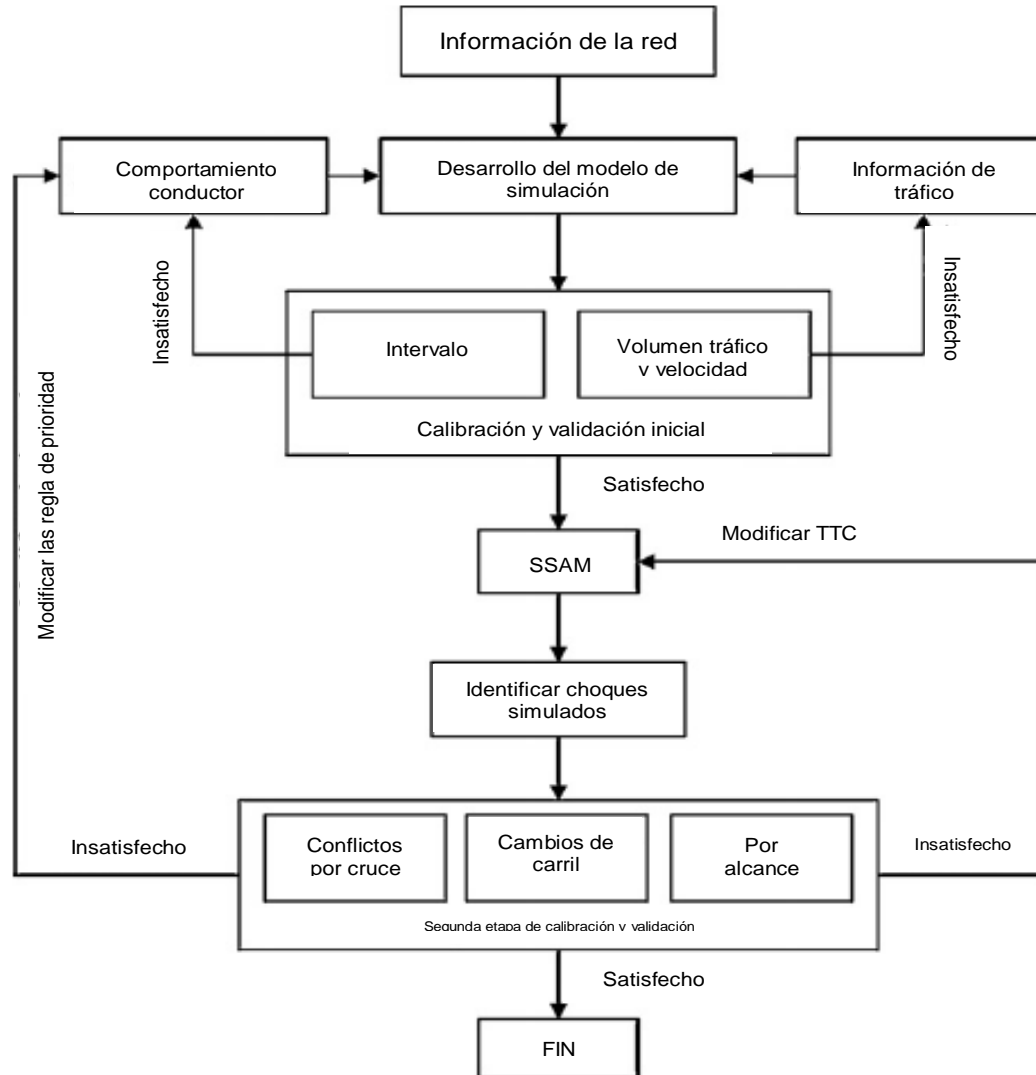 Información de la red
Comportamiento
conductor
Desarrollo del modelo de
simulación
Información de
tráfico
Insatisfecho
Insatisfecho
Intervalo
Volumen tráfico
y velocidad
Calibración y validación inicial
Modificar las regla de prioridad
Satisfecho
Modificar TTC
SSAM
Identificar choques
simulados
Insatisfecho
Conflictos
por cruce
Cambios de
carril
Por
alcance
Insatisfecho
Segunda etapa de calibración y validación
Satisfecho
FIN